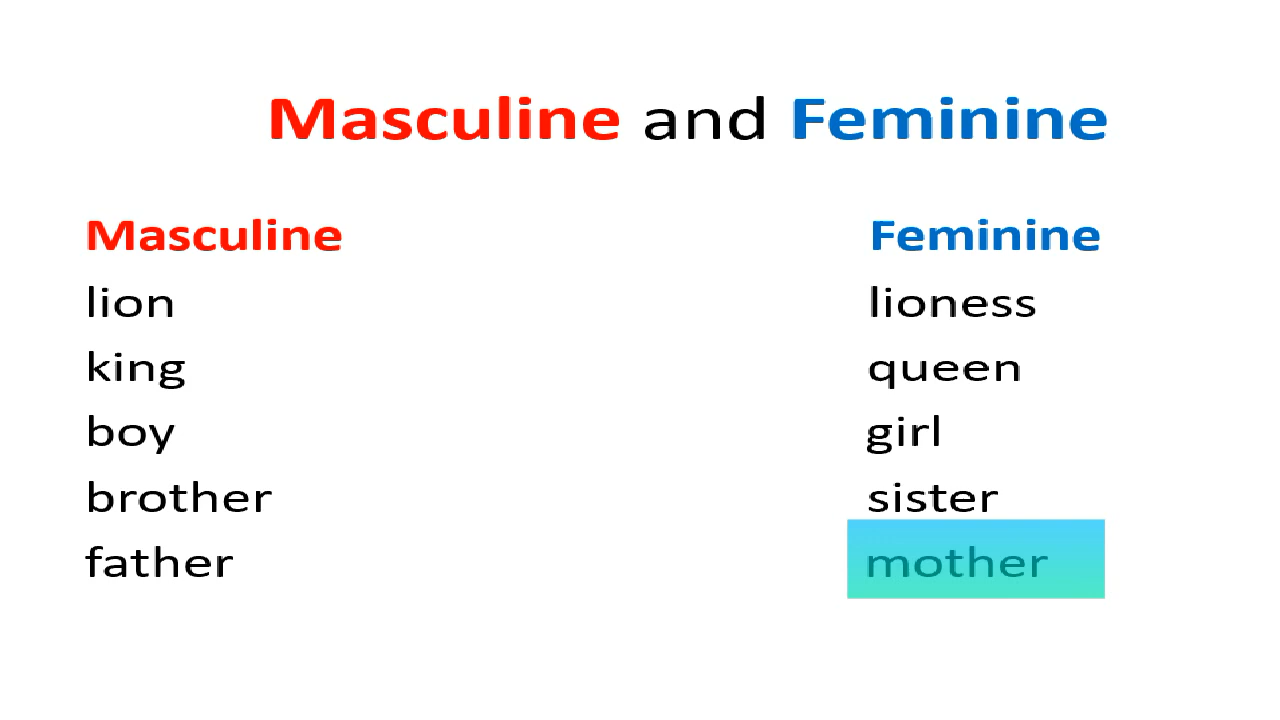 Masculine and Feminine
Masculine Feminine
lion lioness
king queen
boy girl
brother sister
father mother